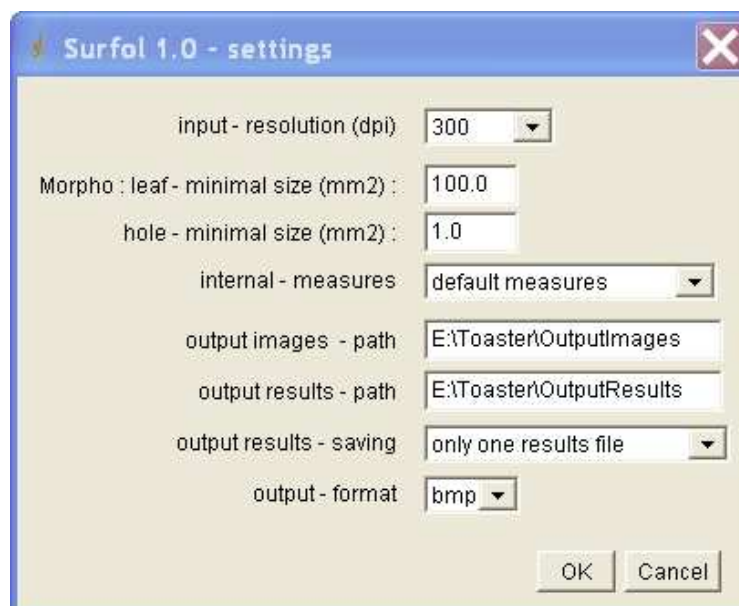 Surfol 1.0 - settings
input - resolution (dpi) 300
Morpho : leaf - minimal size (mm2) : 100.0
hole - minimal size (mm2) : 1.0
internal - measures default measures
output images - path E:\Toaster\OutputImages
output results - path E:\Toaster\OutputResults
output results - saving only one results file
output - format bmp
OK Cancel